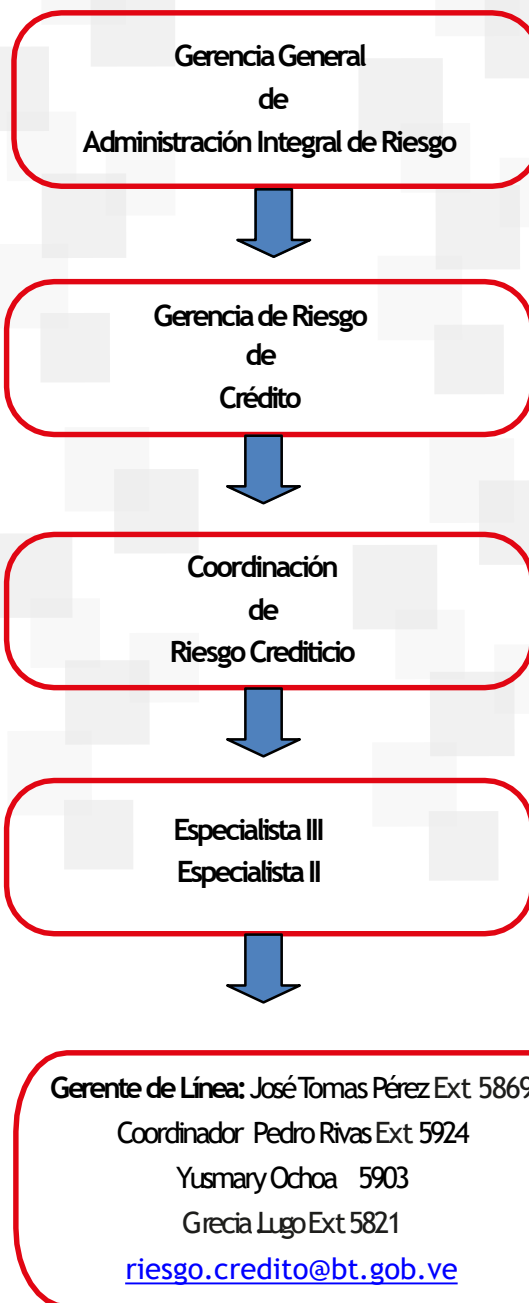 Gerencia General
de
Administración Integral de Riesgo
Gerencia de Riesgo
de
Crédito
Coordinación
de
Riesgo Crediticio
Especialista III
Especialista II
Gerente de Línea: José Tomas Pérez Ext 5869
Coordinador Pedro Rivas Ext 5924
Yusmary Ochoa 5903
Grecia Lugo Ext 5821
riesgo.credito@bt.gob.ve